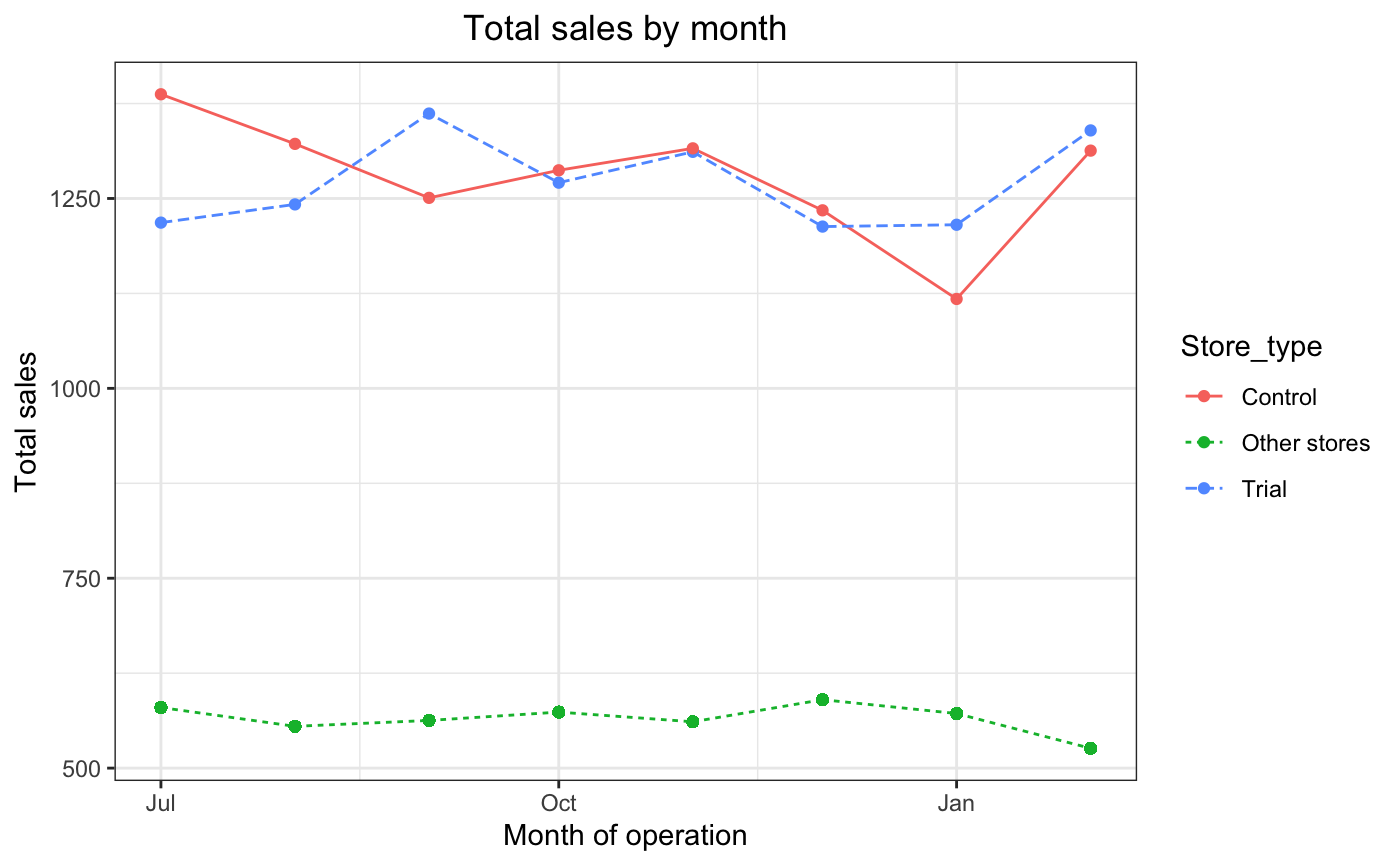 Total sales by month
1250
1000
750
500
Total sales
Jul
Oct
Jan
Month of operation
Store_type
Control
Other stores
Trial